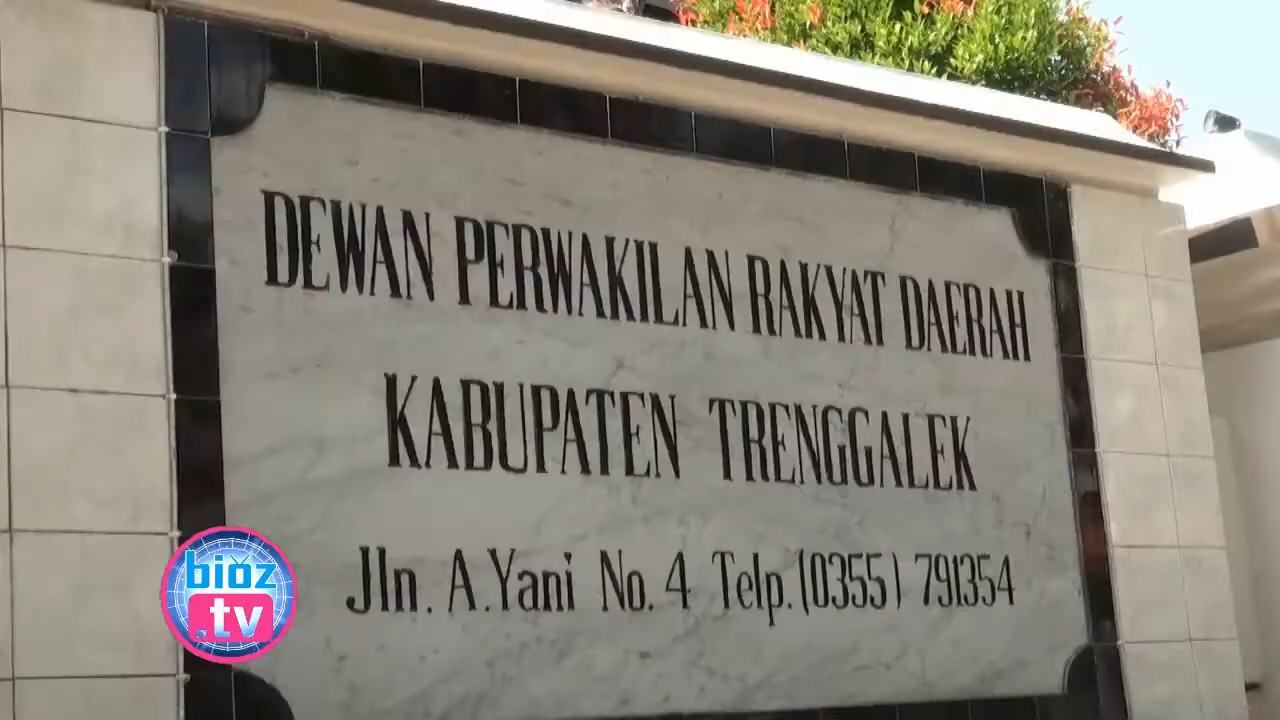 DEWAN PERWAKILAN RAKYAT DAERAH
KABUPATEN TRENGGALEK
Jln. A. Yani No. 4 Telp. (0355) 791354
bioz
.tv